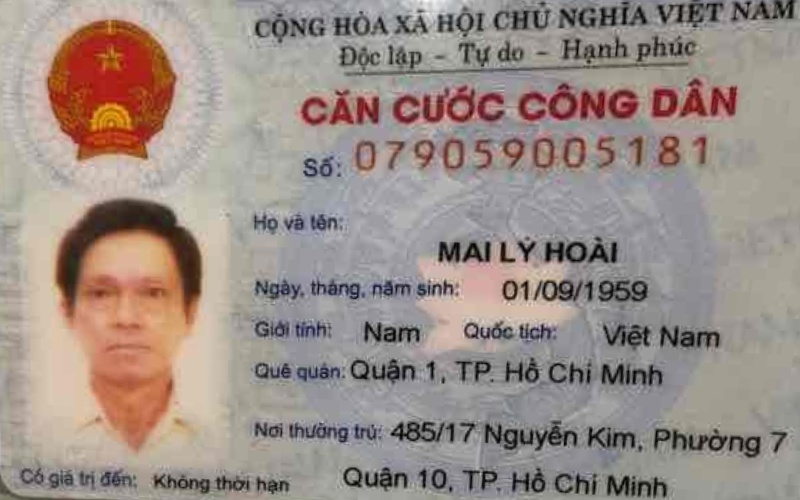 CỘNG HÒA XÃ HỘI CHỦ NGHĨA VIỆT NAM
Độc lập - Tự do - Hạnh phúc
CĂN CƯỚC CÔNG DÂN
Số: 079059005181
Họ và tên:
MAI LÝ HOÀI
Ngày, tháng, năm sinh: 01/09/1959
Giới tính: Nam Quốc tịch: Việt Nam
Quê quán: Quận 1, TP. Hồ Chí Minh
Nơi thường trú: 485/17 Nguyễn Kim, Phường 7
Quận 10, TP. Hồ Chí Minh
Có giá trị đến: Không thời hạn